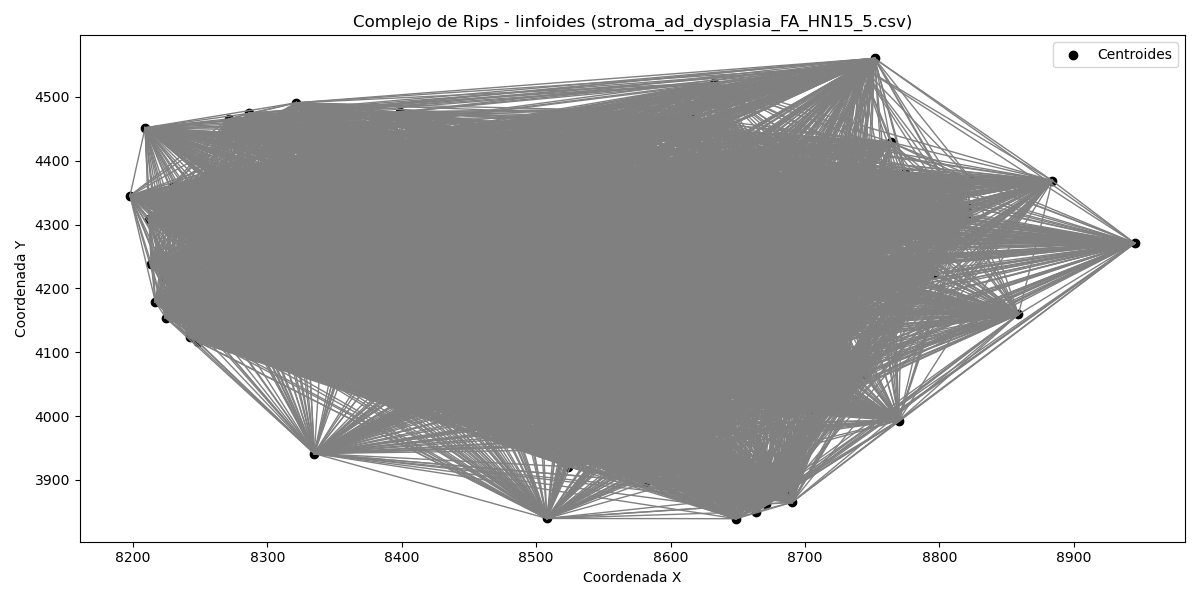 Complejo de Rips - linfoides (stroma_ad_dysplasia_FA_HN15_5.csv)
Centroides
Coordenada Y
4500
4400
4300
4200
4100
4000
3900
8200 8300 8400 8500 8600 8700 8800 8900
Coordenada X